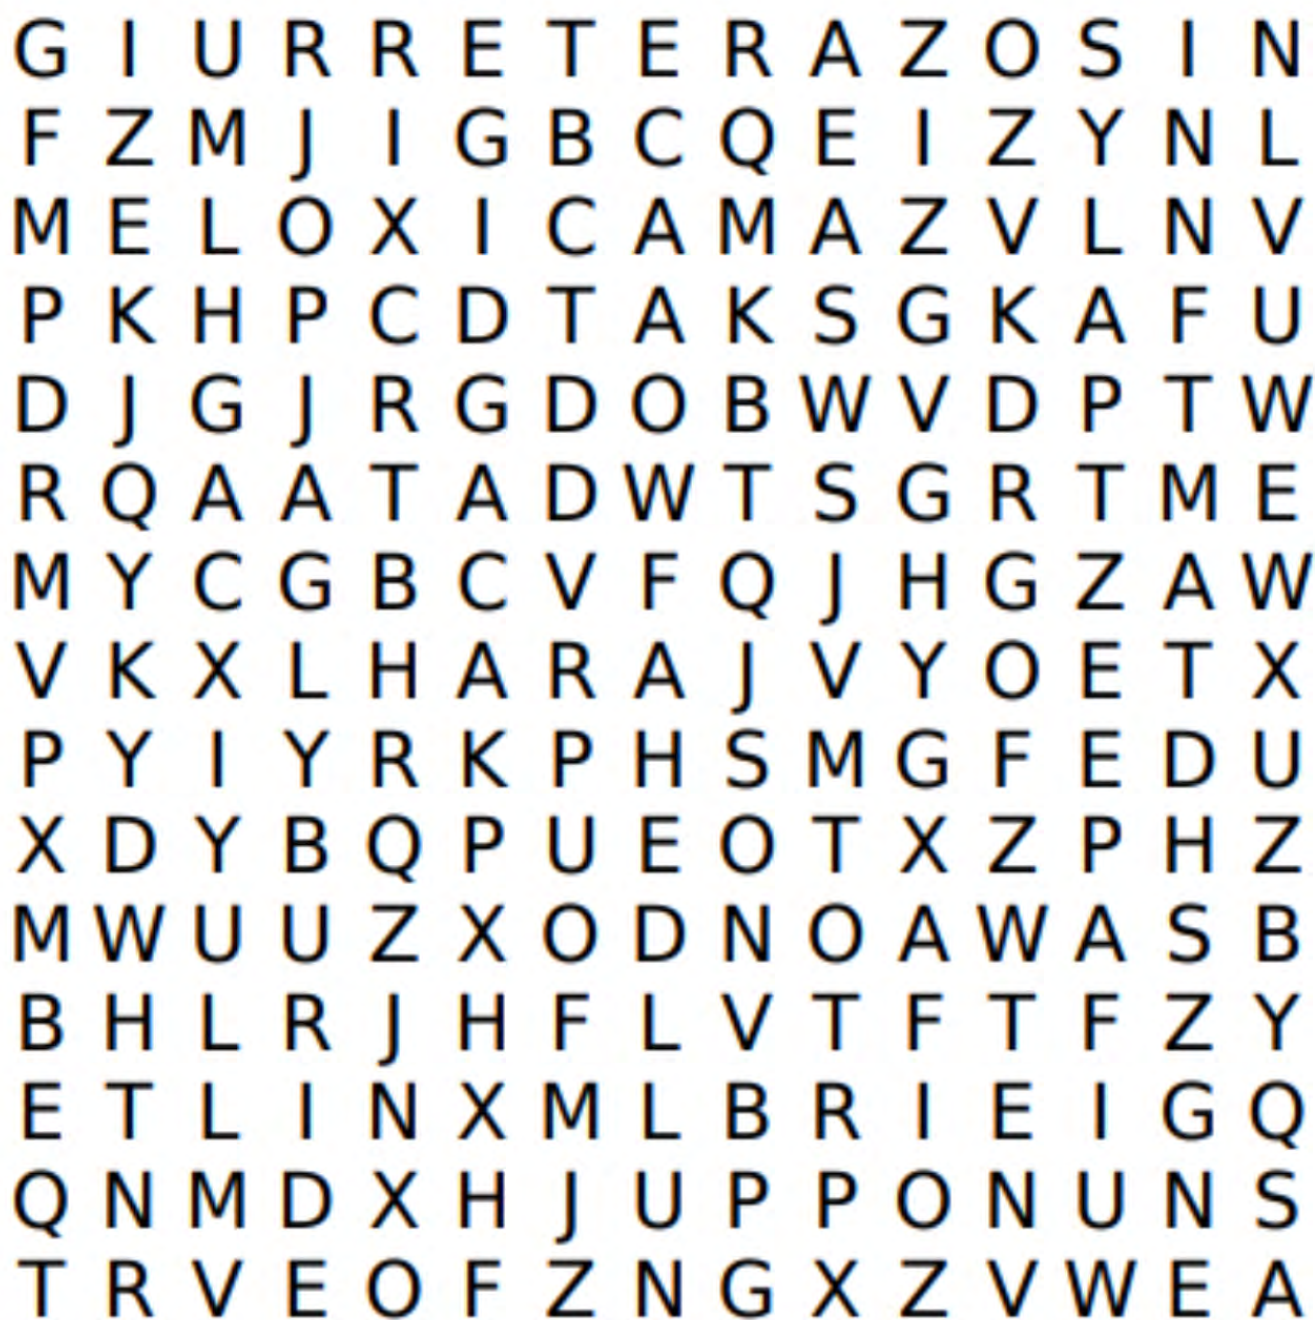 G I U R R E T E R A Z O S I N
F Z M J I G B C Q E I Z Y N L
M E L O X I C A M A Z V L N V
P K H P C D T A K S G K A F U
D J G J R G D O B W V D P T W
R Q A A T A D W T S G R T M E
M Y C G B C V F Q J H G Z A W
V K X L H A R A J V Y O E T X
P Y I Y R K P H S M G F E D U
X D Y B Q P U E O T X Z P H Z
M W U U Z X O D N O A W A S B
B H L R J H F L V T F T F Z Y
E T L I N X M L B R I E I G Q
Q N M D X H J U P P O N U N S
T R V E O F Z N G X Z V W E A